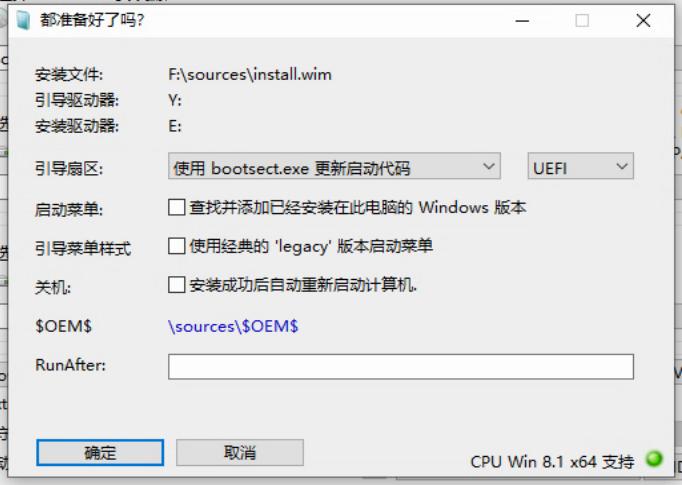 都准备好了吗?
安装文件: F:\sources\install.wim
引导驱动器: Y:
安装驱动器: E:
引导扇区: 使用 bootsect.exe 更新启动代码 UEFI
启动菜单: 查找并添加已经安装在此电脑的 Windows 版本
引导菜单样式 使用经典的 'legacy' 版本启动菜单
关机: 安装成功后自动重新启动计算机.
$OEM$ \sources\$OEM$
RunAfter:
确定 取消
CPU Win 8.1 x64 支持